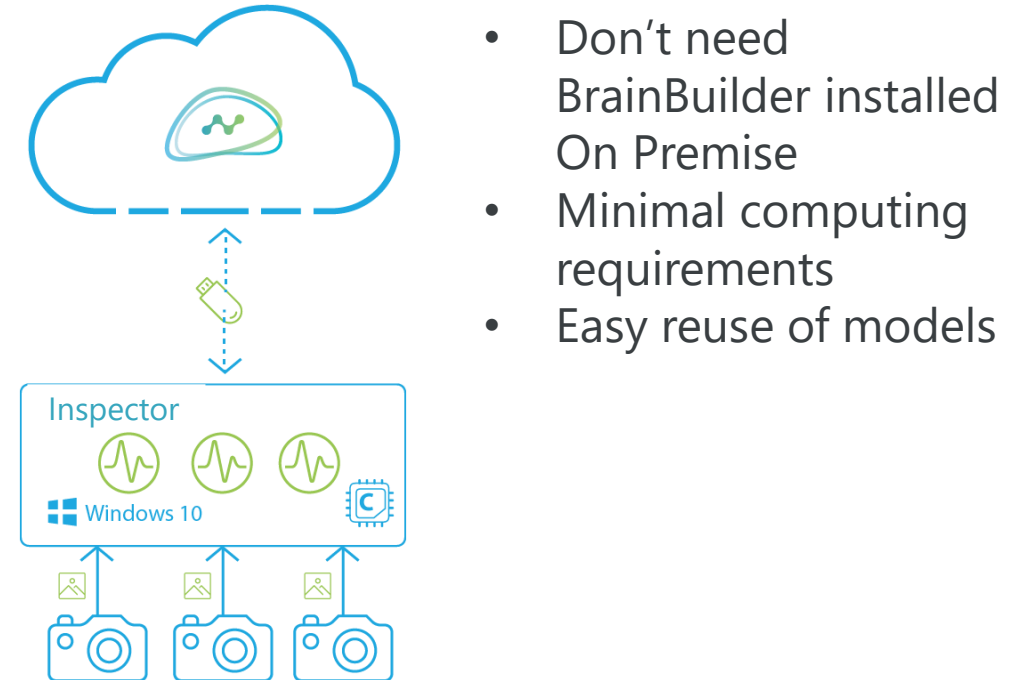 • Don’t need
BrainBuilder installed
On Premise
• Minimal computing
requirements
• Easy reuse of models
Inspector
Windows 10
C